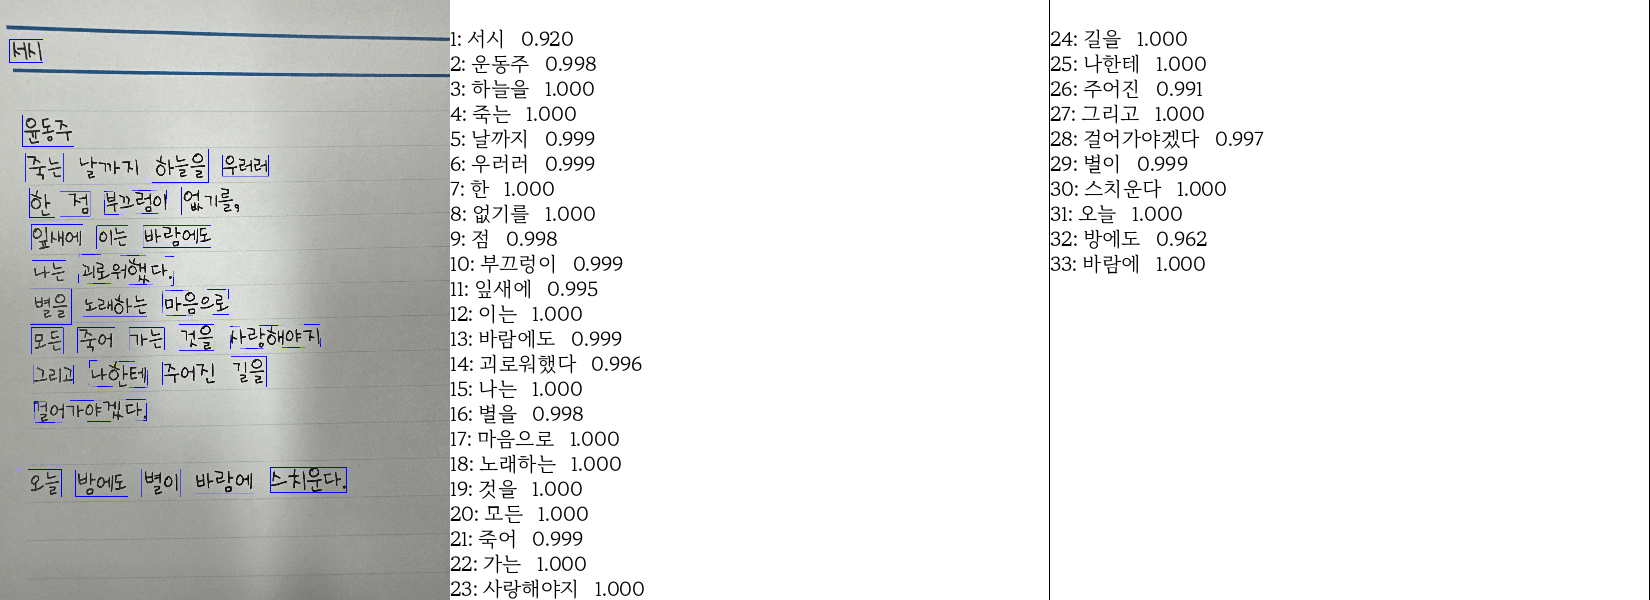 서시
윤동주
죽는 날까지 하늘을 우러러
한 점 부끄럼이 없기를,
잎새에 이는 바람에도
나는 괴로워했다.
별을 노래하는 마음으로
모든 죽어 가는 것을 사랑해야지
그리고 나한테 주어진 길을
걸어가야겠다.
오늘 밤에도 별이 바람에 스치운다.
1: 서시 0.920
2: 운동주 0.998
3: 하늘을 1.000
4: 죽는 1.000
5: 날까지 0.999
6: 우러러 0.999
7: 한 1.000
8: 없기를 1.000
9: 점 0.998
10: 부끄렁이 0.999
11: 잎새에 0.995
12: 이는 1.000
13: 바람에도 0.999
14: 괴로워했다 0.996
15: 나는 1.000
16: 별을 0.998
17: 마음으로 1.000
18: 노래하는 1.000
19: 것을 1.000
20: 모든 1.000
21: 죽어 0.999
22: 가는 1.000
23: 사랑해야지 1.000
24: 길을 1.000
25: 나한테 1.000
26: 주어진 0.991
27: 그리고 1.000
28: 걸어가야겠다 0.997
29: 별이 0.999
30: 스치운다 1.000
31: 오늘 1.000
32: 방에도 0.962
33: 바람에 1.000